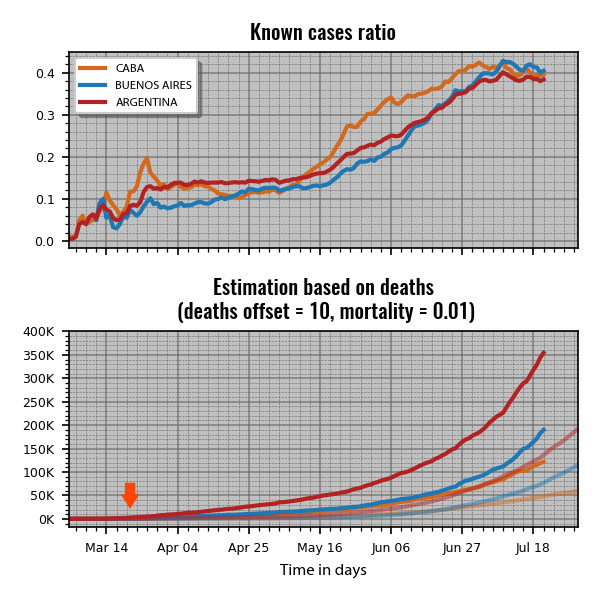 Known cases ratio
0.4
0.3
0.2
0.1
0.0
CABA
BUENOS AIRES
ARGENTINA
Estimation based on deaths
(deaths offset = 10, mortality = 0.01)
400K
350K
300K
250K
200K
150K
100K
50K
0K
Mar 14 Apr 04 Apr 25 May 16 Jun 06 Jun 27 Jul 18
Time in days